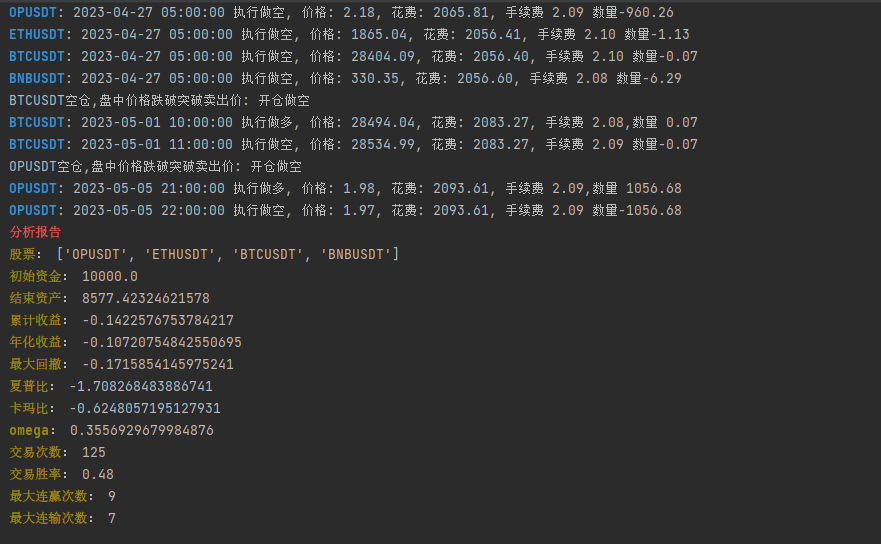 OPUSDT: 2023-04-27 05:00:00 执行做空, 价格: 2.18, 花费: 2065.81, 手续费 2.09 数量-960.26
ETHUSDT: 2023-04-27 05:00:00 执行做空, 价格: 1865.04, 花费: 2056.41, 手续费 2.10 数量-1.13
BTCUSDT: 2023-04-27 05:00:00 执行做空, 价格: 28404.09, 花费: 2056.40, 手续费 2.10 数量-0.07
BNBUSDT: 2023-04-27 05:00:00 执行做空, 价格: 330.35, 花费: 2056.60, 手续费 2.08 数量-6.29
BTCUSDT空仓,盘中价格跌破突破卖出价: 开仓做空
BTCUSDT: 2023-05-01 10:00:00 执行做多, 价格: 28494.04, 花费: 2083.27, 手续费 2.08,数量 0.07
BTCUSDT: 2023-05-01 11:00:00 执行做空, 价格: 28534.99, 花费: 2083.27, 手续费 2.09 数量-0.07
OPUSDT空仓,盘中价格跌破突破卖出价: 开仓做空
OPUSDT: 2023-05-05 21:00:00 执行做多, 价格: 1.98, 花费: 2093.61, 手续费 2.09,数量 1056.68
OPUSDT: 2023-05-05 22:00:00 执行做空, 价格: 1.97, 花费: 2093.61, 手续费 2.09 数量-1056.68
分析报告
股票: ['OPUSDT', 'ETHUSDT', 'BTCUSDT', 'BNBUSDT']
初始资金: 10000.0
结束资产: 8577.42324621578
累计收益: -0.1422576753784217
年化收益: -0.10720754842550695
最大回撤: -0.1715854145975241
夏普比: -1.708268483886741
卡玛比: -0.6248057195127931
omega: 0.3556929679984876
交易次数: 125
交易胜率: 0.48
最大连赢次数: 9
最大连输次数: 7